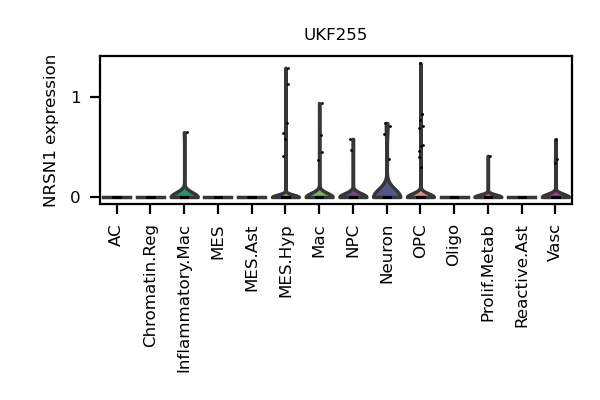 UKF255
NRSN1 expression
1
0
AC
Chromatin.Reg
Inflammatory.Mac
MES
MES.Ast
MES.Hyp
Mac
NPC
Neuron
OPC
Oligo
Prolif.Metab
Reactive.Ast
Vasc